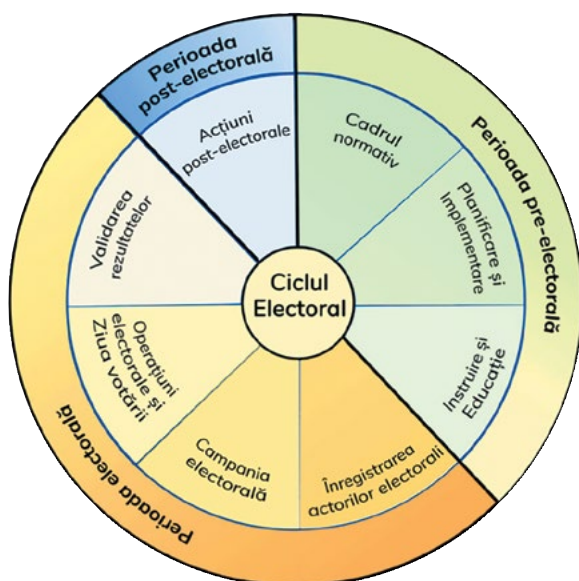 Perioada
post-electorală
Acțiuni
post-electorale
Cadrul
normativ
Perioada pre-electorală
Planificare și
Implementare
Instruire și
Educație
Ciclul
Electoral
Validarea
rezultatelor
Operațiuni
electorale și
Ziua votării
Campania
electorală
Înregistrarea
actorilor electorali
Perioada electorală